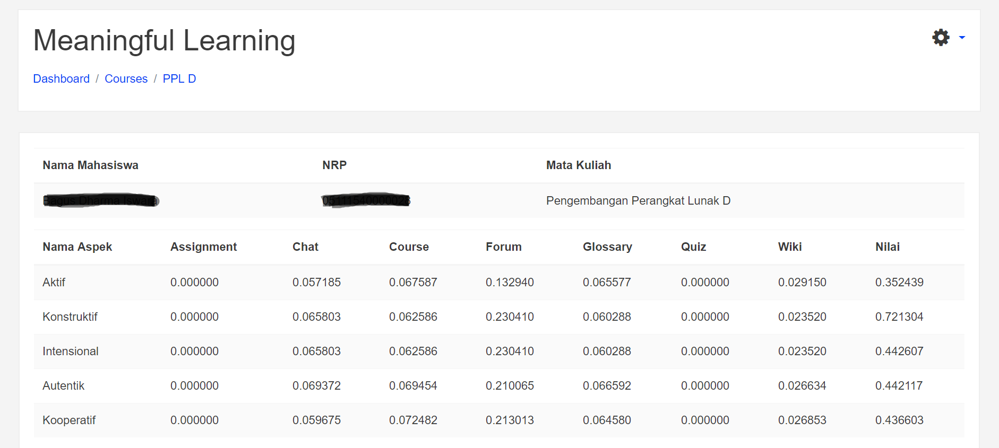 Meaningful Learning
Dashboard / Courses / PPL D
Nama Mahasiswa NRP Mata Kuliah
Pengembangan Perangkat Lunak D
Nama Aspek Assignment Chat Course Forum Glossary Quiz Wiki Nilai
Aktif 0.000000 0.057185 0.067587 0.132940 0.065577 0.000000 0.029150 0.352439
Konstruktif 0.000000 0.065803 0.062586 0.230410 0.060288 0.000000 0.023520 0.721304
Intensional 0.000000 0.065803 0.062586 0.230410 0.060288 0.000000 0.023520 0.442607
Autentik 0.000000 0.069372 0.069454 0.210065 0.066592 0.000000 0.026634 0.442117
Kooperatif 0.000000 0.059675 0.072482 0.213013 0.064580 0.000000 0.026853 0.436603